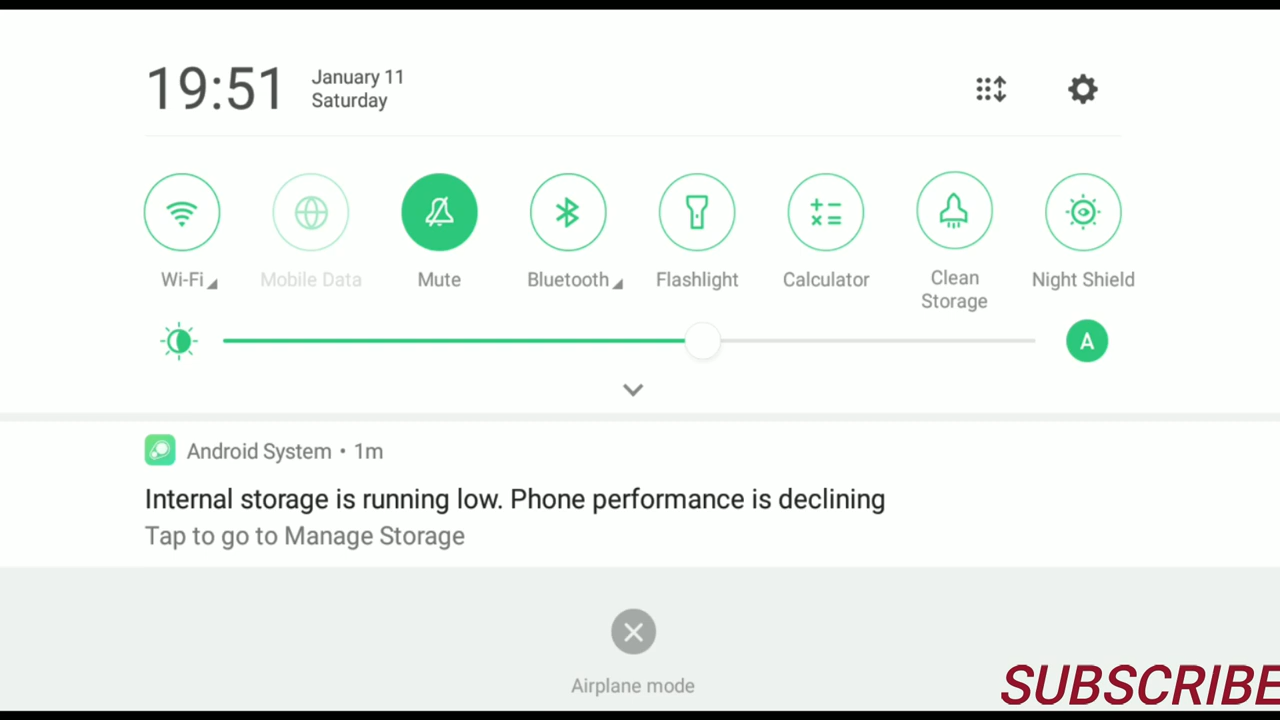 19:51
January 11
Saturday
Wi-Fi
Mobile Data
Mute
Bluetooth
Flashlight
Calculator
Clean
Storage
Night Shield
A
Android System • 1m
Internal storage is running low. Phone performance is declining
Tap to go to Manage Storage
Airplane mode
SUBSCRIBE